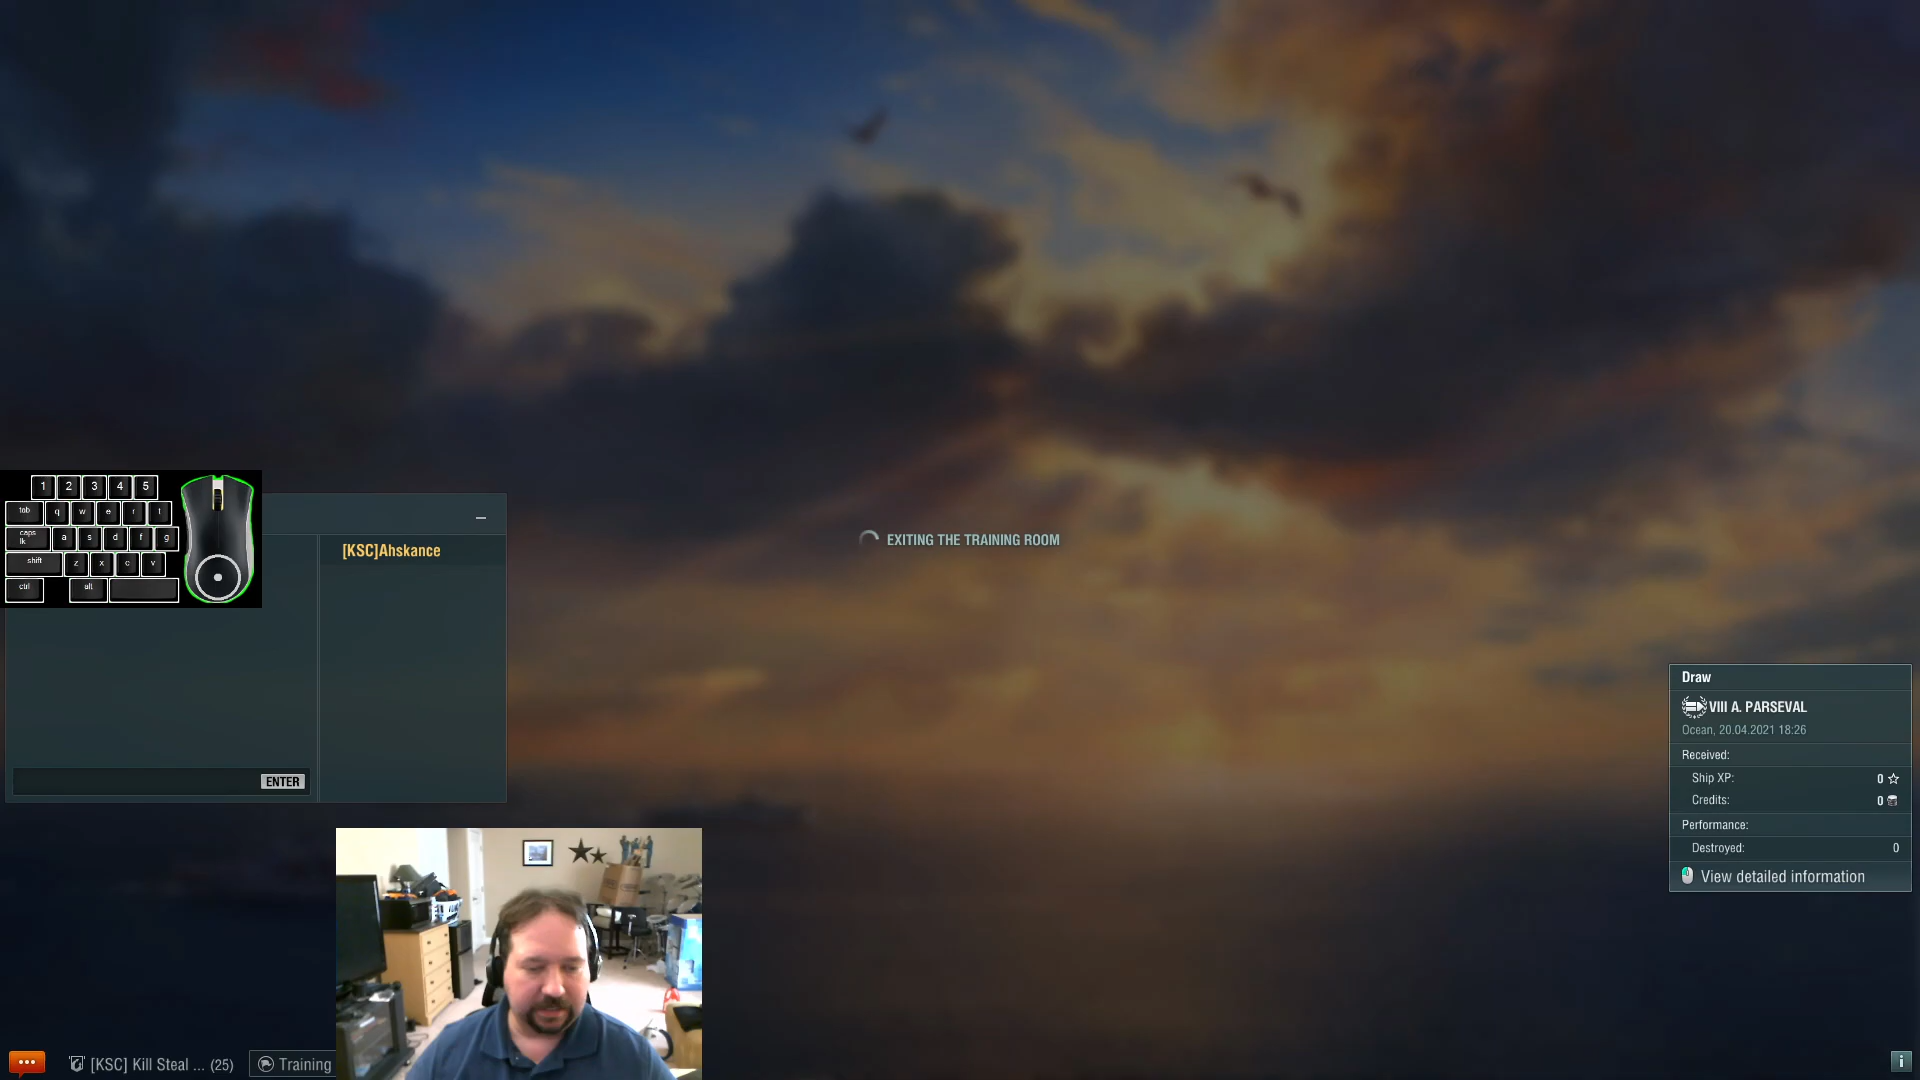 1 2 3 4 5
tab q w e r t
caps lk a s d f g
shift z x c v
ctrl alt
[KSC]Ahskance
ENTER
EXITING THE TRAINING ROOM
Draw
VIII A. PARSEVAL
Ocean, 20.04.2021 18:26
Received:
Ship XP: 0
Credits: 0
Performance:
Destroyed: 0
View detailed information
[KSC] Kill Steal ... (25)
Training